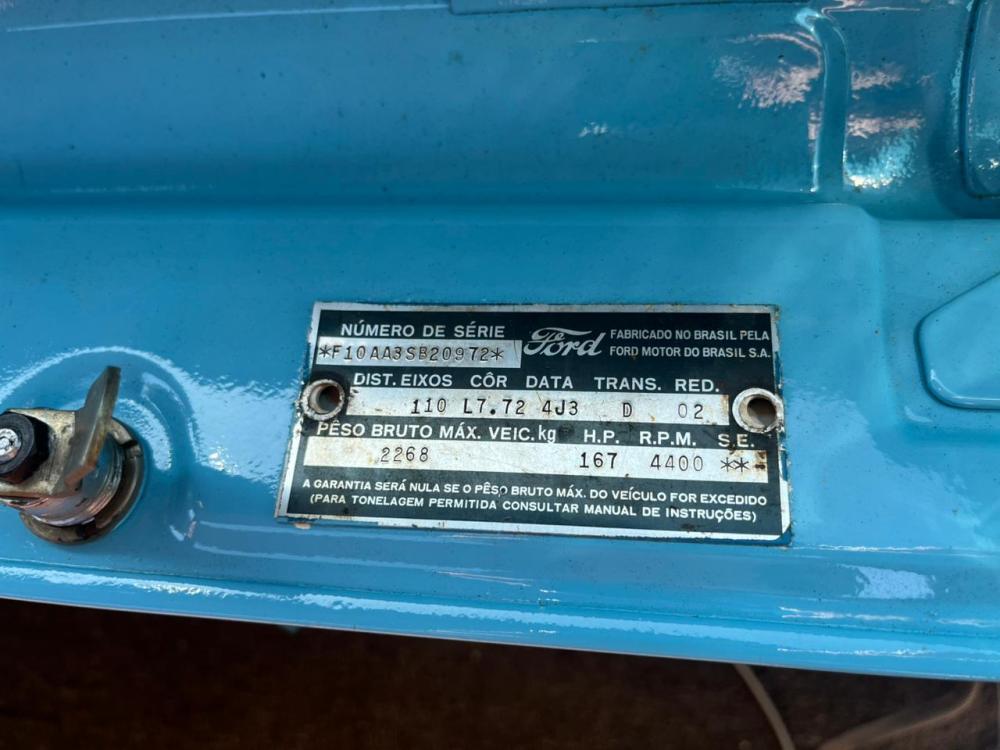 NÚMERO DE SÉRIE
*F10AA3SB20972*
Ford
FABRICADO NO BRASIL PELA
FORD MOTOR DO BRASIL S.A.
DIST. EIXOS CÔR DATA TRANS. RED.
110 L7.72 4J3 D 02
PÊSO BRUTO MÁX. VEIC.kg H.P. R.P.M. S.E.
2268 167 4400 **-
A GARANTIA SERÁ NULA SE O PÊSO BRUTO MÁX. DO VEÍCULO FOR EXCEDIDO
(PARA TONELAGEM PERMITIDA CONSULTAR MANUAL DE INSTRUÇÕES)